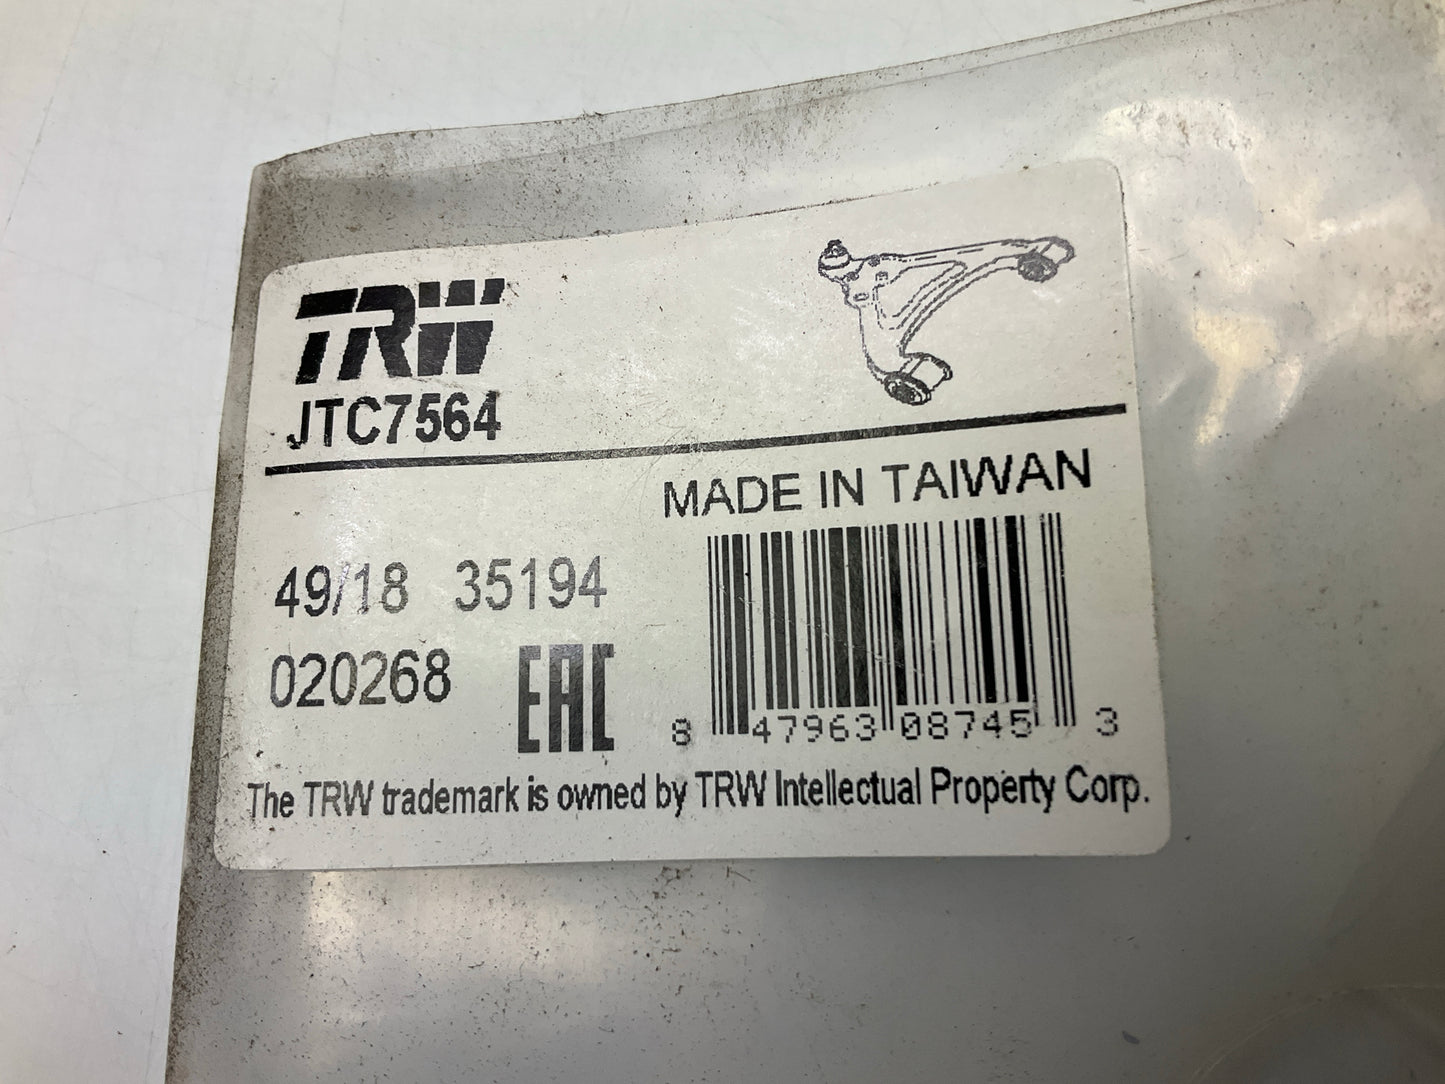 TRW
JTC7564
MADE IN TAIWAN
49/18 35194
020268 EAC
8 47963 08745 3
The TRW trademark is owned by TRW Intellectual Property Corp.